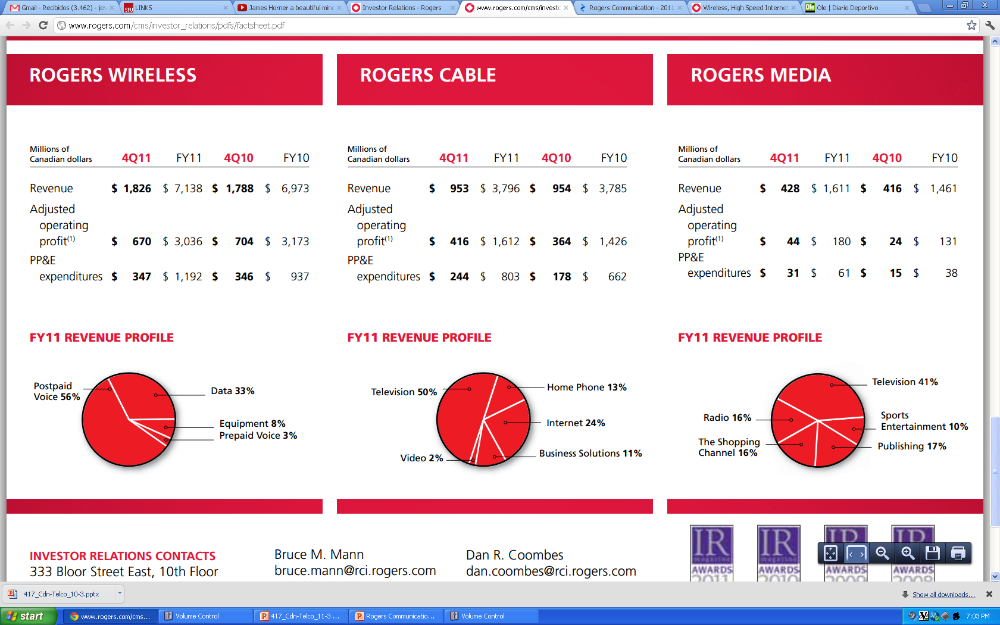 Gmail - Recibidos (3.462) - je
LINKS
James Horner a beautiful min
Investor Relations - Rogers
www.rogers.com/cms/invest
Rogers Communication - 2011
Wireless, High Speed Internet
Ole | Diario Deportivo
www.rogers.com/cms/investor_relations/pdfs/factsheet.pdf
ROGERS WIRELESS
Millions of
Canadian dollars 4Q11 FY11 4Q10 FY10
Revenue $ 1,826 $ 7,138 $ 1,788 $ 6,973
Adjusted
operating
profit(1) $ 670 $ 3,036 $ 704 $ 3,173
PP&E
expenditures $ 347 $ 1,192 $ 346 $ 937
FY11 REVENUE PROFILE
Postpaid
Voice 56%
Data 33%
Equipment 8%
Prepaid Voice 3%
ROGERS CABLE
Millions of
Canadian dollars 4Q11 FY11 4Q10 FY10
Revenue $ 953 $ 3,796 $ 954 $ 3,785
Adjusted
operating
profit(1) $ 416 $ 1,612 $ 364 $ 1,426
PP&E
expenditures $ 244 $ 803 $ 178 $ 662
FY11 REVENUE PROFILE
Television 50%
Home Phone 13%
Internet 24%
Business Solutions 11%
Video 2%
ROGERS MEDIA
Millions of
Canadian dollars 4Q11 FY11 4Q10 FY10
Revenue $ 428 $ 1,611 $ 416 $ 1,461
Adjusted
operating
profit(1) $ 44 $ 180 $ 24 $ 131
PP&E
expenditures $ 31 $ 61 $ 15 $ 38
FY11 REVENUE PROFILE
Television 41%
Radio 16%
Sports
Entertainment 10%
The Shopping
Channel 16%
Publishing 17%
INVESTOR RELATIONS CONTACTS
333 Bloor Street East, 10th Floor
Bruce M. Mann
bruce.mann@rci.rogers.com
Dan R. Coombes
dan.coombes@rci.rogers.com
IR
magazine
AWARDS
2011
IR
magazine
AWARDS
2010
IR
AWARDS
2009
IR
AWARDS
2008
417_Cdn-Telco_10-3.pptx
Show all downloads...
start
www.rogers.com/cms...
Volume Control
417_Cdn-Telco_11-3 ...
Rogers Communicatio...
Volume Control
7:03 PM